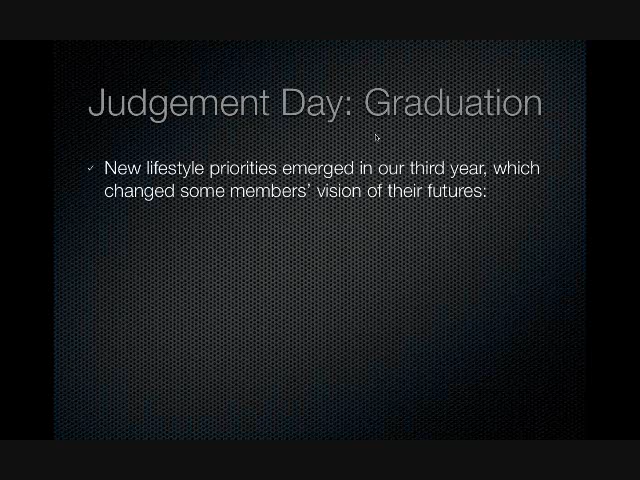 Judgement Day: Graduation
New lifestyle priorities emerged in our third year, which
changed some members' vision of their futures: